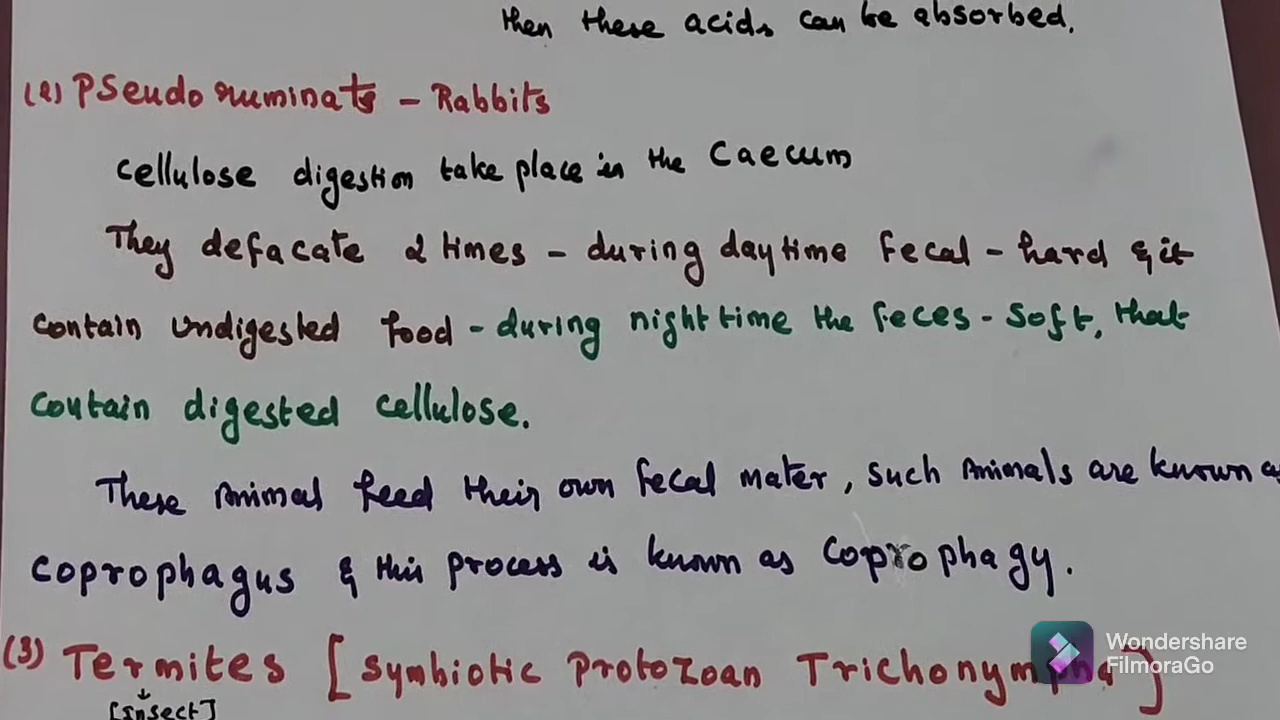 then these acids can be absorbed.
(2) Pseudo ruminats - Rabbits
cellulose digestion take place in the Caecum
They defacate 2 times - during daytime Fecal - hard & it
contain undigested food - during night time the feces - soft, that
contain digested cellulose.
These animal feed their own fecal mater, such animals are known as
coprophagus & this process is known as coprophagy.
(3) Termites [Symbiotic Protozoan Trichonympha]
[Insect]
Wondershare
FilmoraGo